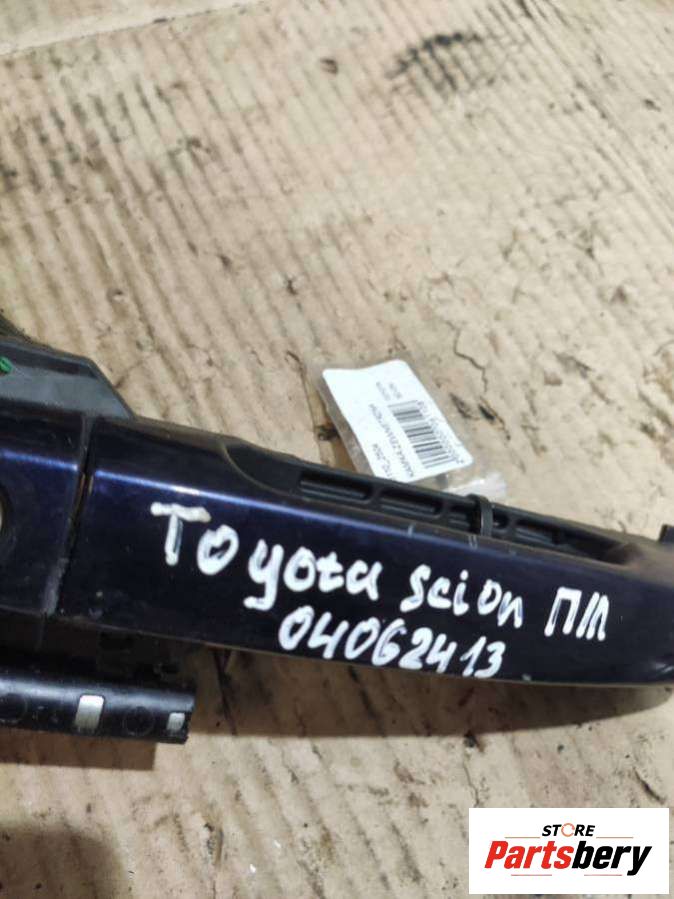 Toyota scion ПЛ
04062413
STORE
Partsbery